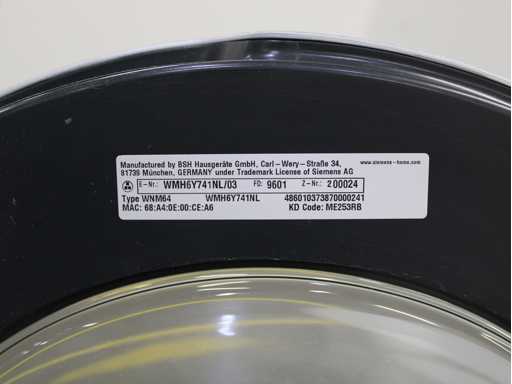 Manufactured by BSH Hausgeräte GmbH, Carl-Wery-Straße 34, www.siemens-home.com
81739 München, GERMANY under Trademark License of Siemens AG
E-Nr.: WMH6Y741NL/03 FD: 9601 Z-Nr.: 200024
Type WNM64 WMH6Y741NL 486010373870000241
MAC: 68:A4:0E:00:CE:A6 KD Code: ME253RB